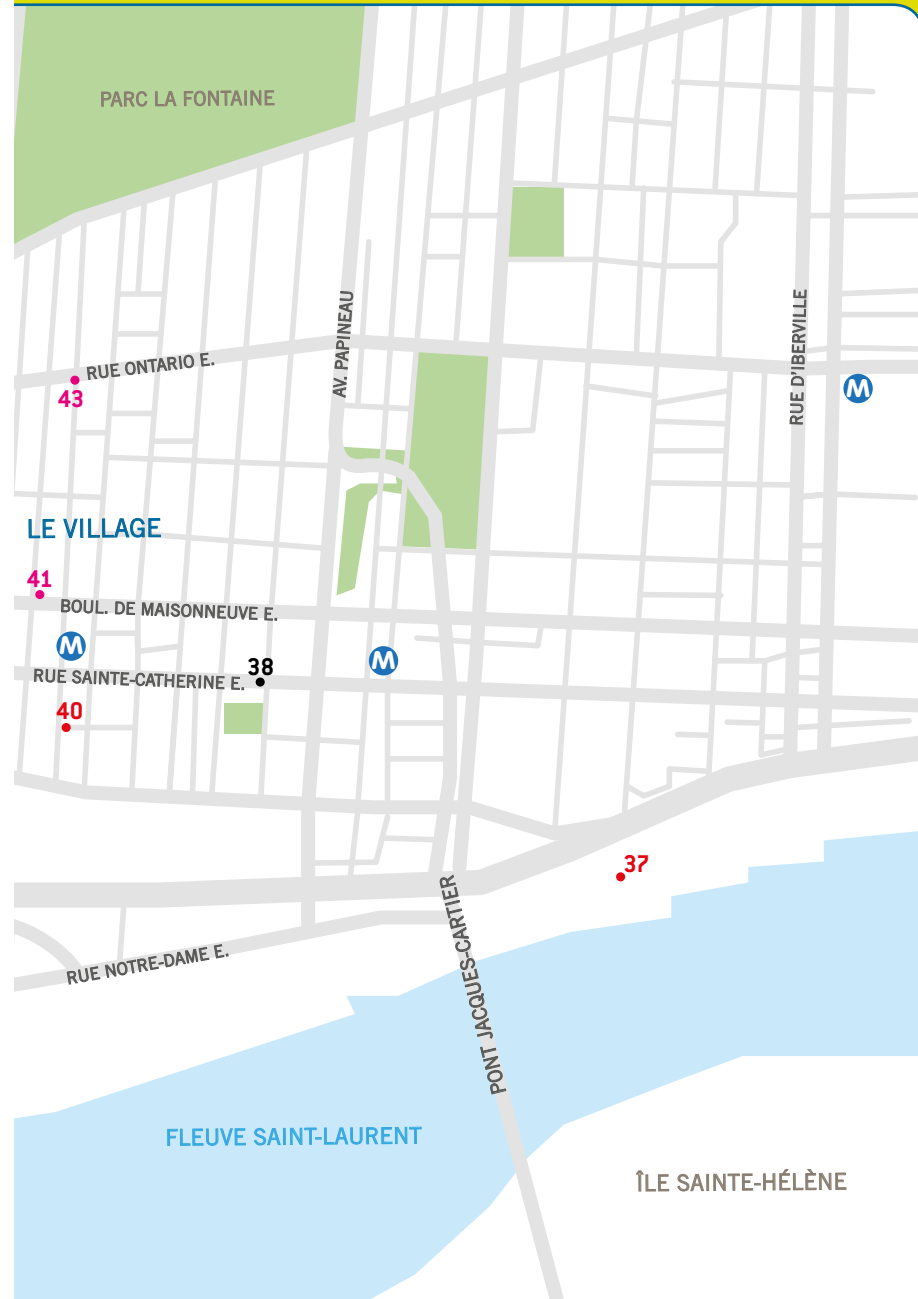 PARC LA FONTAINE
AV. PAPINEAU
RUE D'IBERVILLE
RUE ONTARIO E.
M
43
LE VILLAGE
41
BOUL. DE MAISONNEUVE E.
M
M
38
RUE SAINTE-CATHERINE E.
40
37
PONT JACQUES-CARTIER
RUE NOTRE-DAME E.
FLEUVE SAINT-LAURENT
ÎLE SAINTE-HÉLÈNE